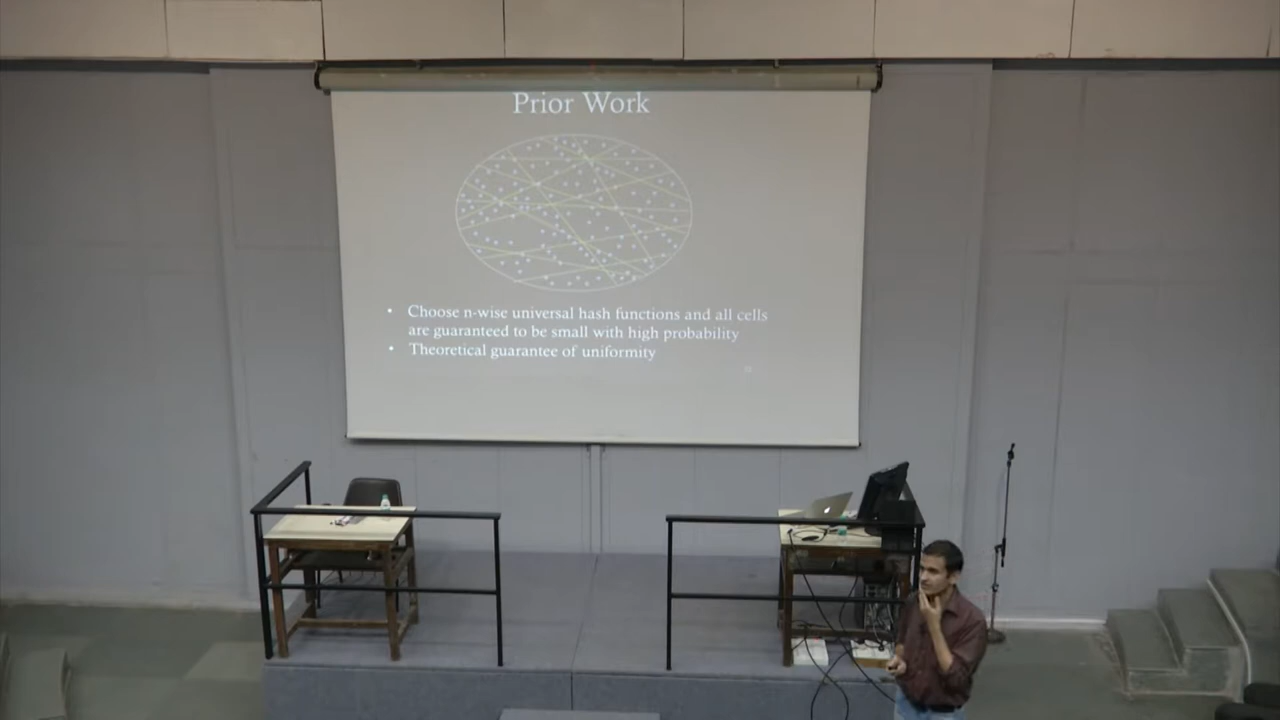 Prior Work
• Choose n-wise universal hash functions and all cells
are guaranteed to be small with high probability
• Theoretical guarantee of uniformity